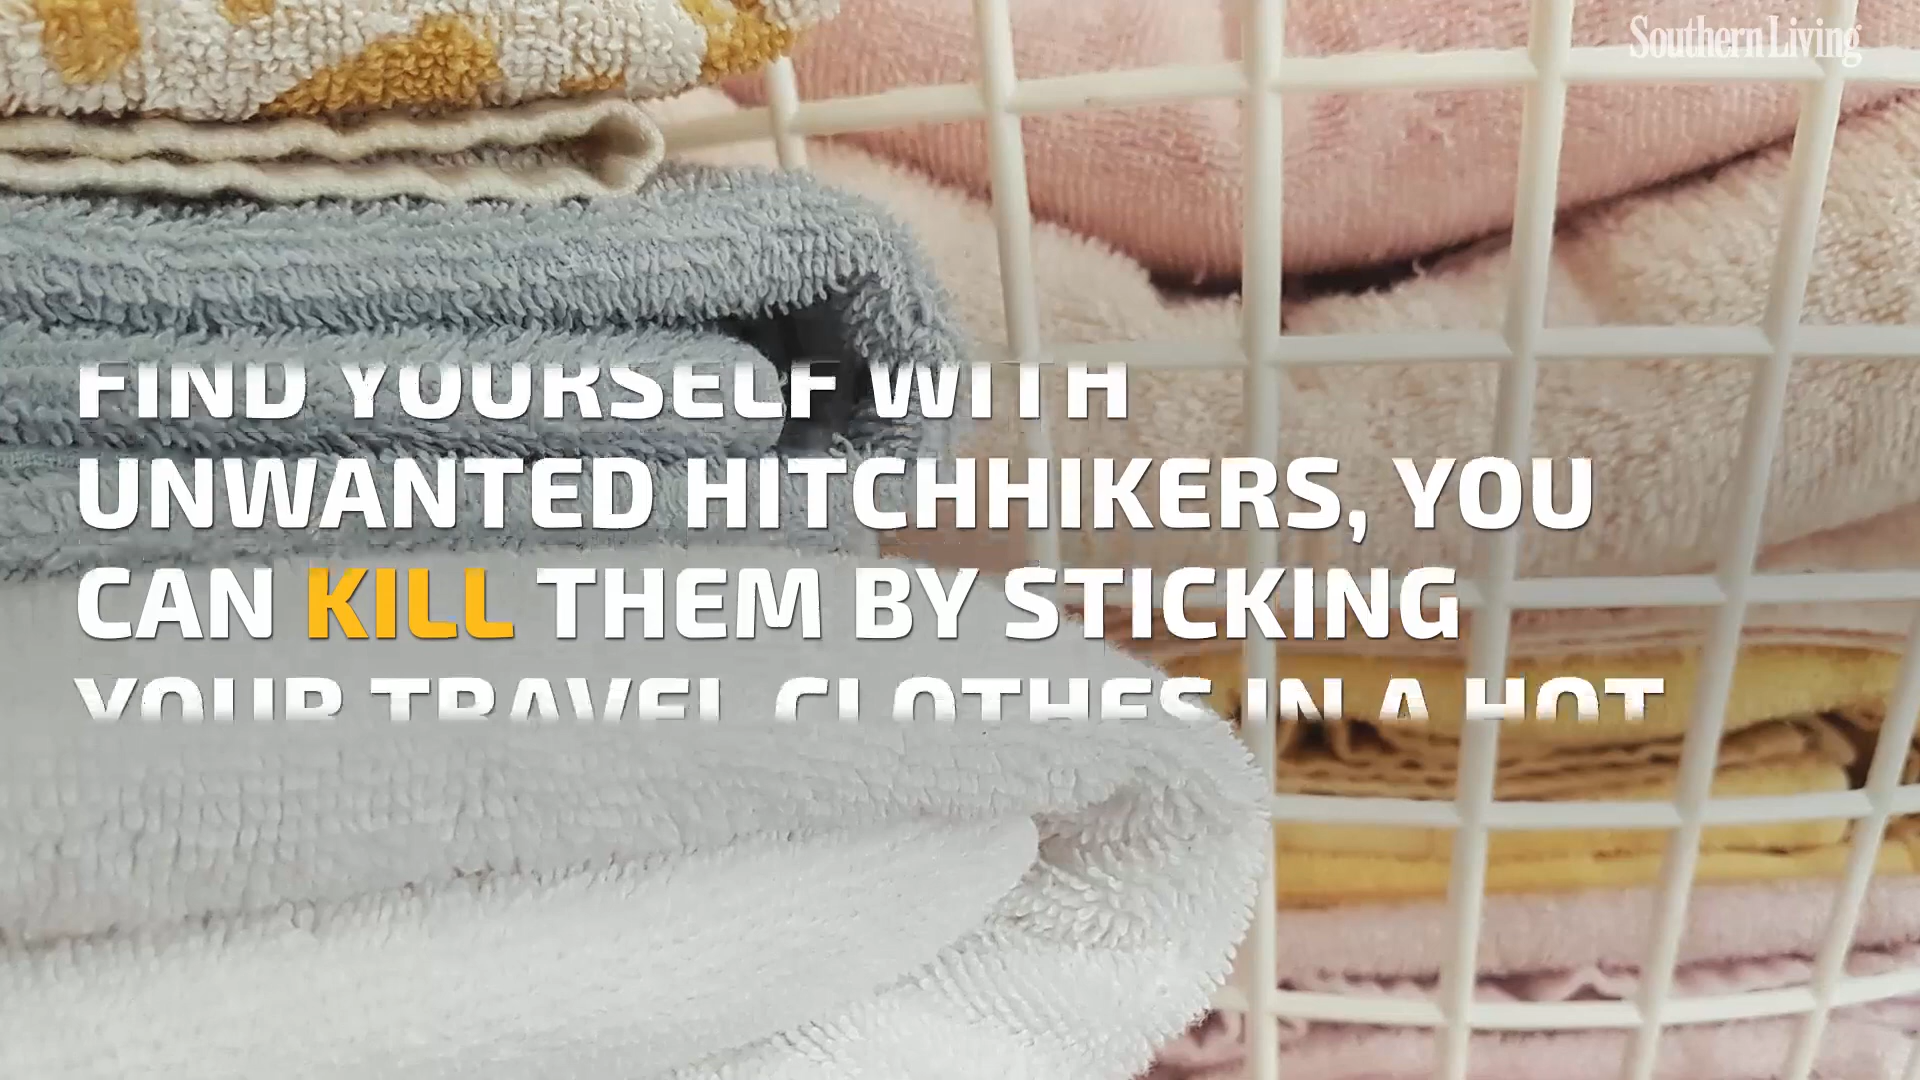 Southern Living
FIND YOURSELF WITH
UNWANTED HITCHHIKERS, YOU
CAN KILL THEM BY STICKING
YOUR TRAVEL CLOTHES IN A HOT